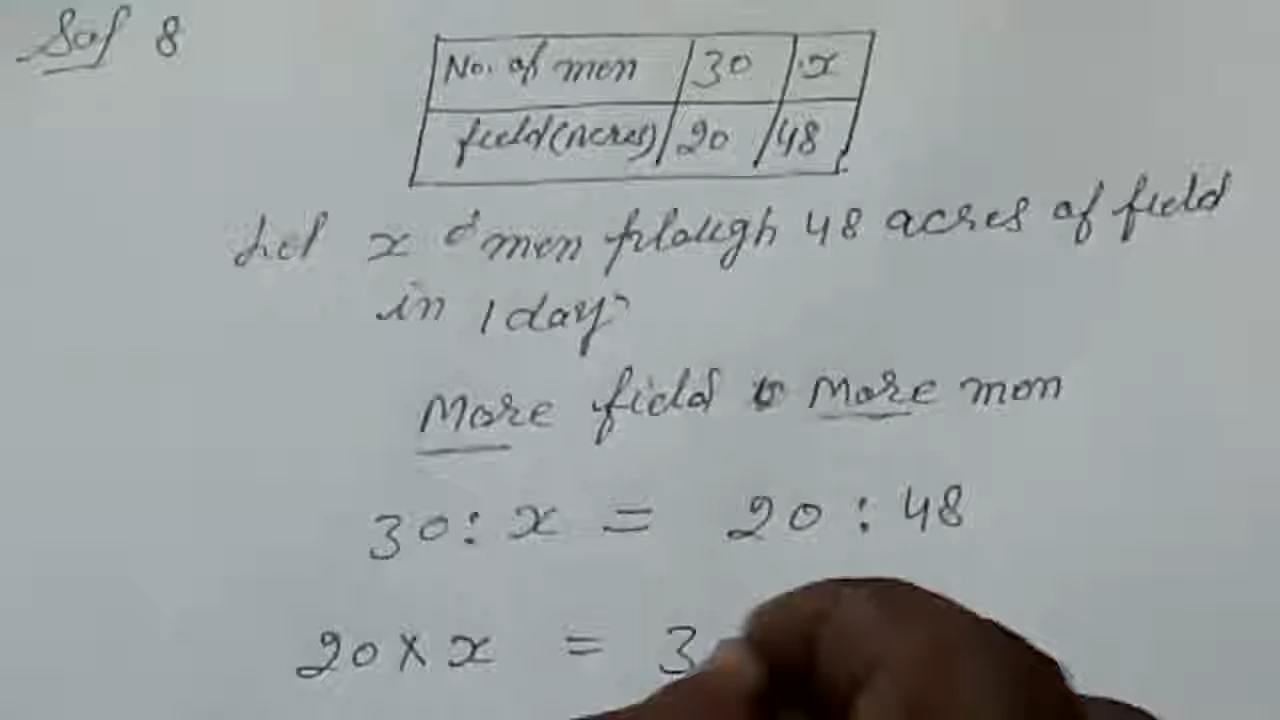 Sol 8
No. of men 30 x
field(Acres) 20 48
Let x men plough 48 acres of field
in 1 day
More field More men
30 : x = 20 : 48
20 × x = 3